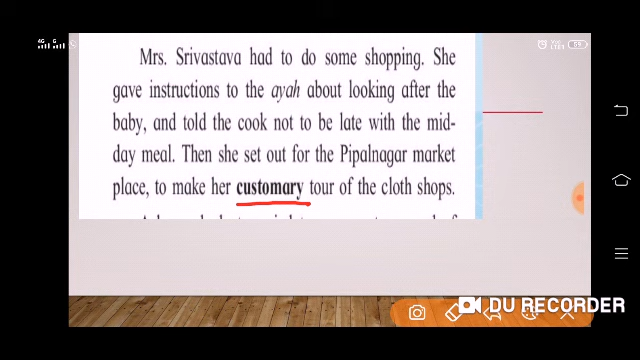 Mrs. Srivastava had to do some shopping. She
gave instructions to the ayah about looking after the
baby, and told the cook not to be late with the mid-
day meal. Then she set out for the Pipalnagar market
place, to make her customary tour of the cloth shops.
DU RECORDER